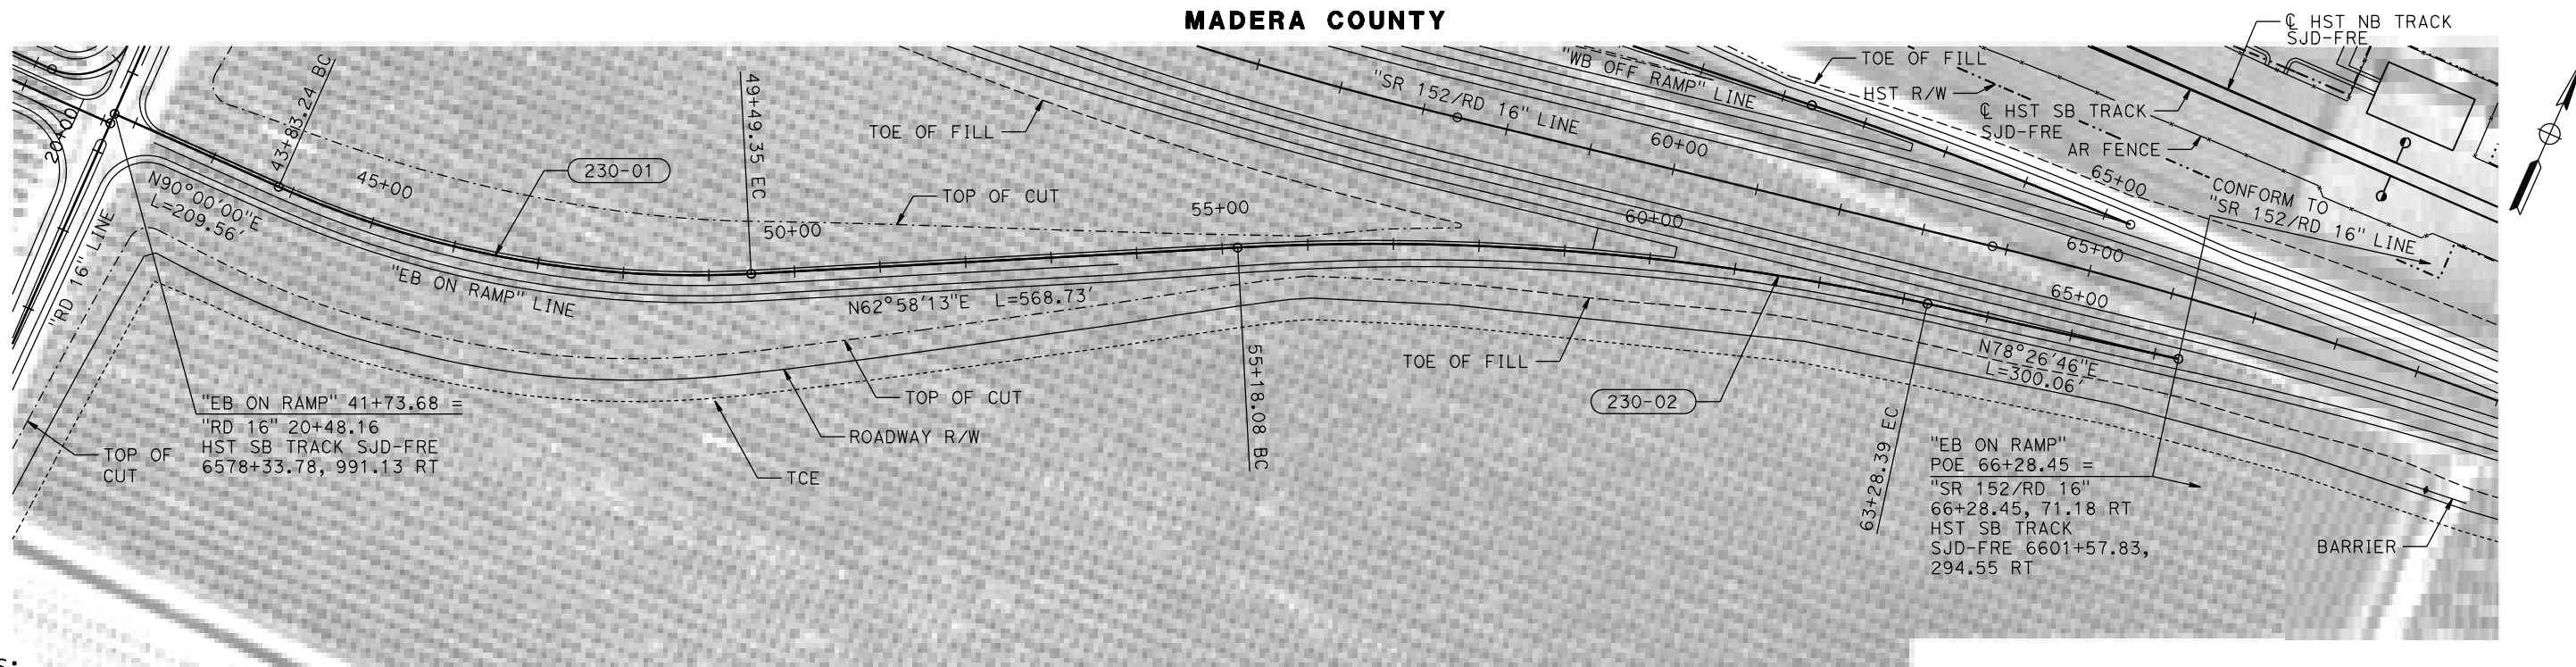 MADERA COUNTY
℄ HST NB TRACK
SJD-FRE
TOE OF FILL
HST R/W
℄ HST SB TRACK
SJD-FRE
AR FENCE
65+00
CONFORM TO
"SR 152/RD 16" LINE
"WB OFF RAMP" LINE
"SR 152/RD 16" LINE
60+00
65+00
65+00
20+00
43+83.24 BC
N90°00'00"E
L=209.56'
45+00
230-01
49+49.35 EC
50+00
TOE OF FILL
TOP OF CUT
55+00
60+00
"RD 16" LINE
"EB ON RAMP" LINE
N62°58'13"E L=568.73'
55+18.08 BC
TOE OF FILL
230-02
63+28.39 EC
N78°26'46"E
L=300.06'
TOP OF CUT
ROADWAY R/W
TCE
"EB ON RAMP" 41+73.68 =
"RD 16" 20+48.16
HST SB TRACK SJD-FRE
6578+33.78, 991.13 RT
TOP OF
CUT
"EB ON RAMP"
POE 66+28.45 =
"SR 152/RD 16"
66+28.45, 71.18 RT
HST SB TRACK
SJD-FRE 6601+57.83,
294.55 RT
BARRIER